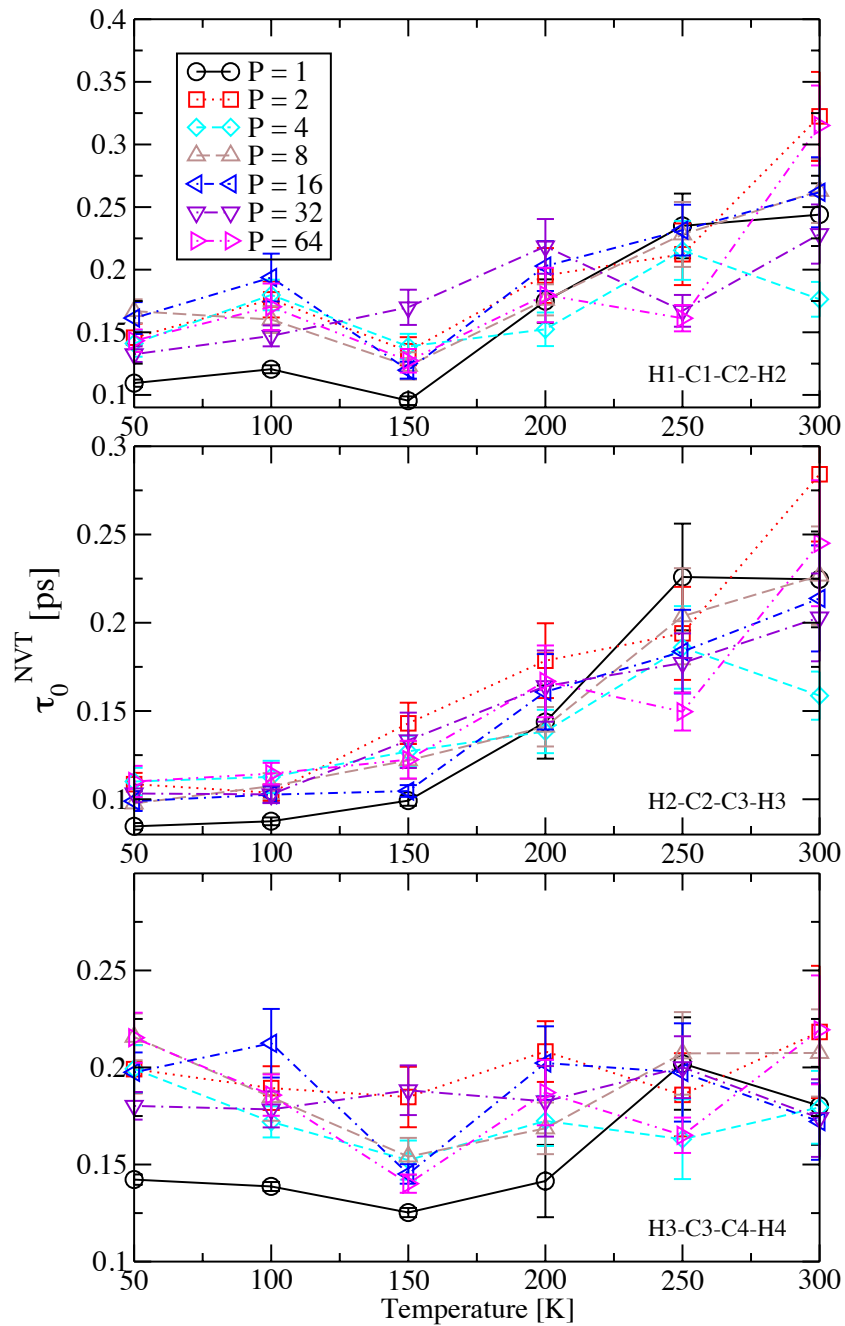 0.4
0.35
0.3
0.25
0.2
0.15
0.1
P = 1
P = 2
P = 4
P = 8
P = 16
P = 32
P = 64
H1-C1-C2-H2
50 100 150 200 250 300
0.3
0.25
0.2
0.15
0.1
τ₀ᴺⱽᵀ [ps]
H2-C2-C3-H3
50 100 150 200 250 300
0.25
0.2
0.15
0.1
H3-C3-C4-H4
50 100 150 200 250 300
Temperature [K]